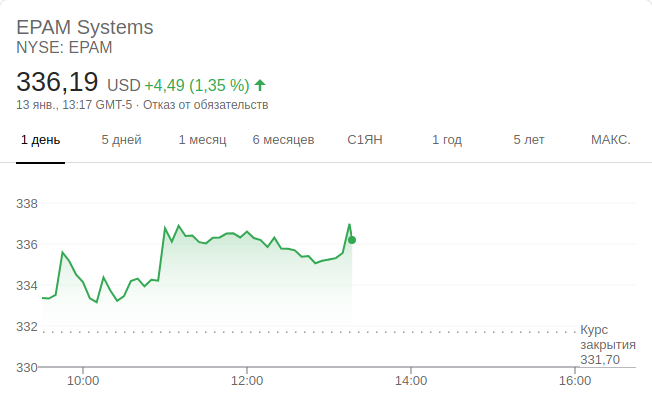 EPAM Systems
NYSE: EPAM
336,19 USD +4,49 (1,35 %)
13 янв., 13:17 GMT-5 · Отказ от обязательств
1 день 5 дней 1 месяц 6 месяцев С1ЯН 1 год 5 лет МАКС.
338
336
334
332
Курс
закрытия
331,70
330
10:00 12:00 14:00 16:00